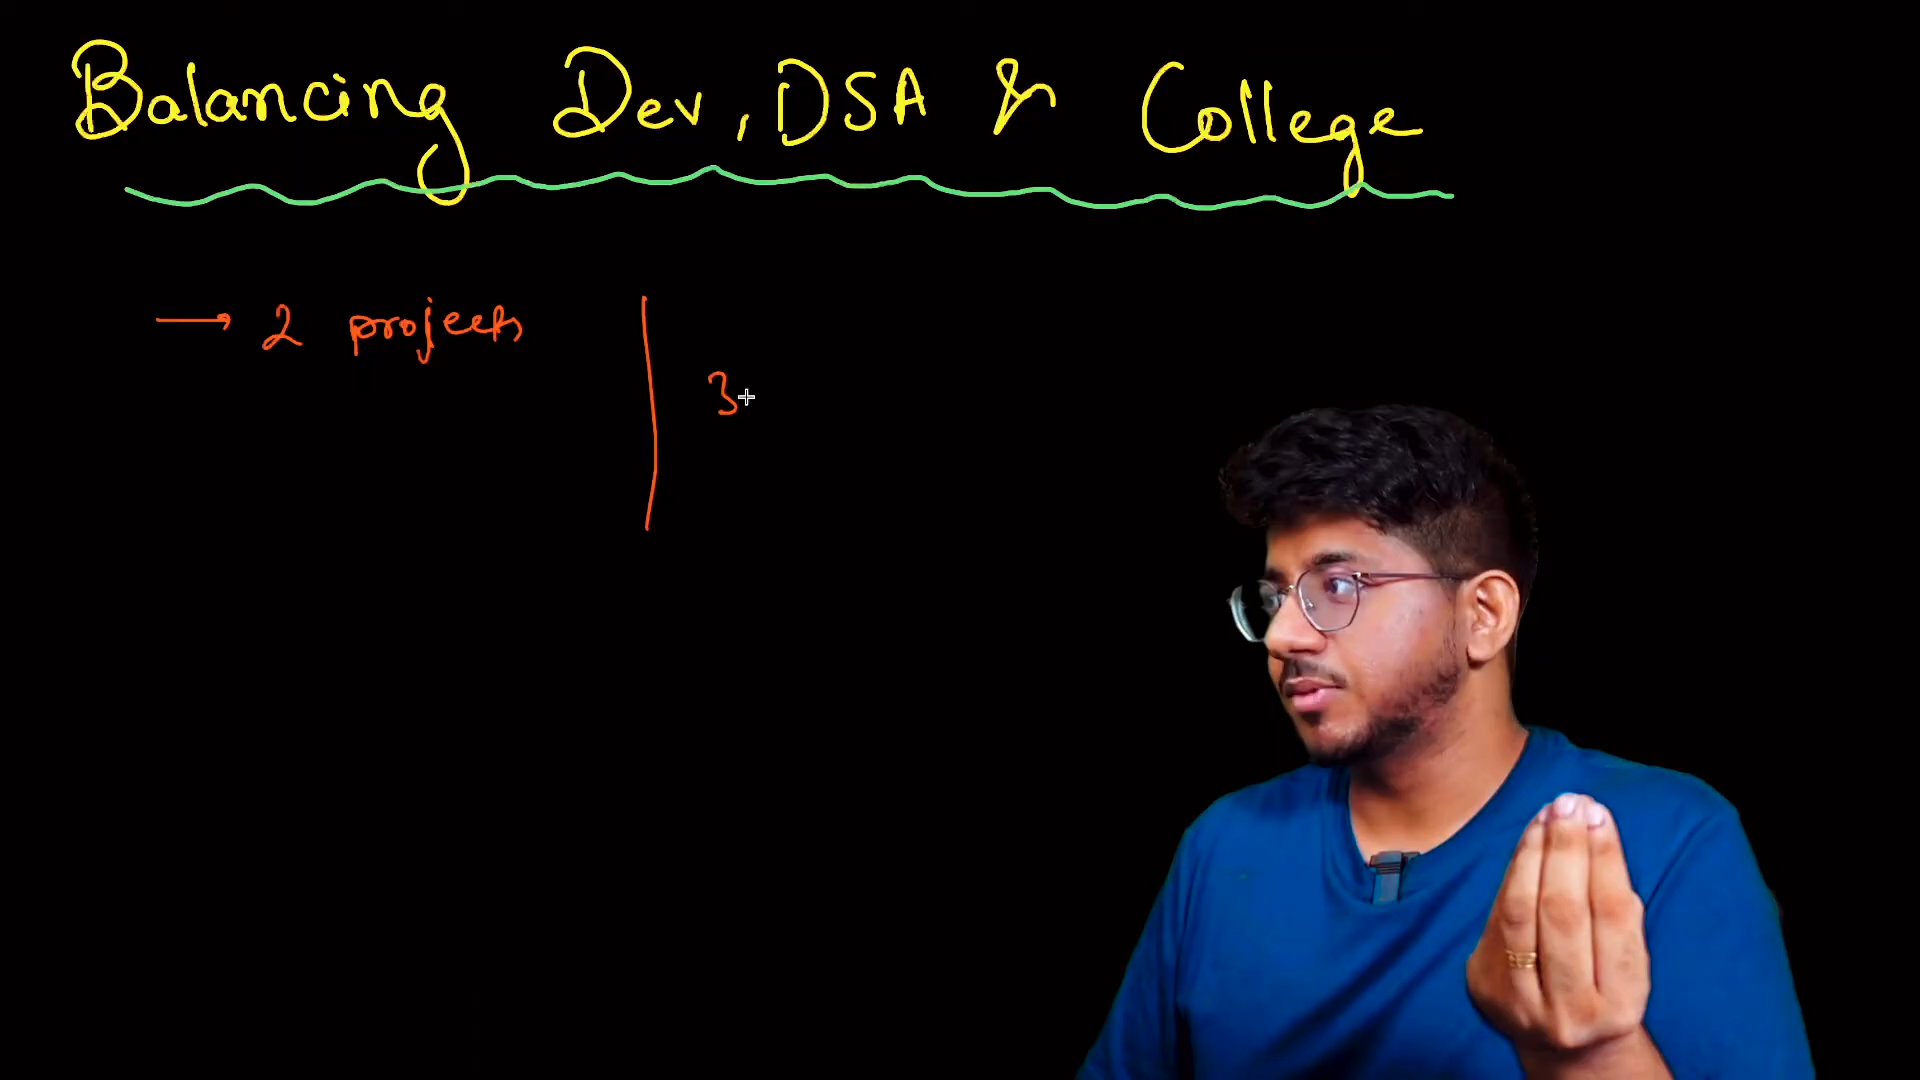 Balancing Dev, DSA & College
→ 2 projects
3